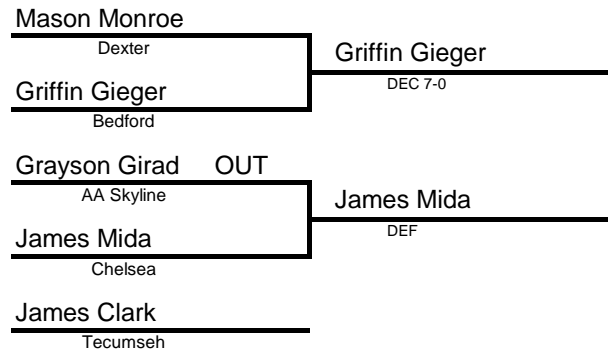 Mason Monroe
Dexter
Griffin Gieger
DEC 7-0
Griffin Gieger
Bedford
Grayson Girad OUT
AA Skyline
James Mida
DEF
James Mida
Chelsea
James Clark
Tecumseh